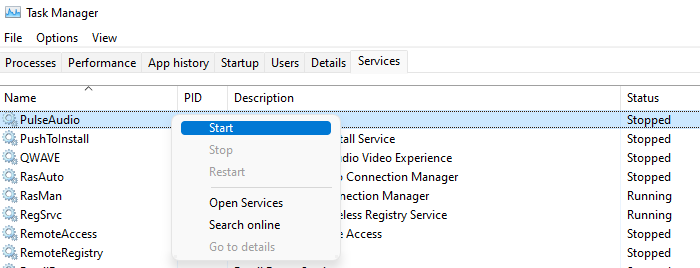 Task Manager
File Options View
Processes Performance App history Startup Users Details Services
Name PID Description Status
PulseAudio Stopped
Start
PushToInstall tall Service Stopped
Stop
QWAVE dio Video Experience Stopped
Restart
RasAuto Connection Manager Stopped
RasMan onnection Manager Running
Open Services
RegSrvc eless Registry Service Running
Search online
RemoteAccess te Access Stopped
Go to details
RemoteRegistry Stopped